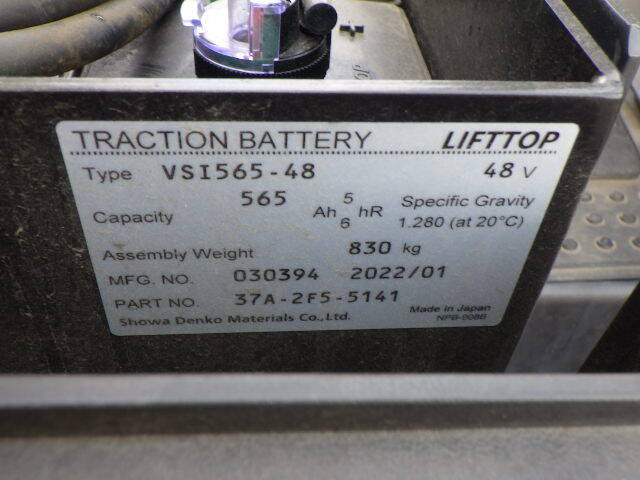 TRACTION BATTERY LIFTTOP
Type VSI565-48 48 V
Capacity 565 Ah 5 6 hR Specific Gravity 1.280 (at 20°C)
Assembly Weight 830 kg
MFG. NO. 030394 2022/01
PART NO. 37A-2F5-5141
Showa Denko Materials Co., Ltd. Made in Japan
NPB-508B